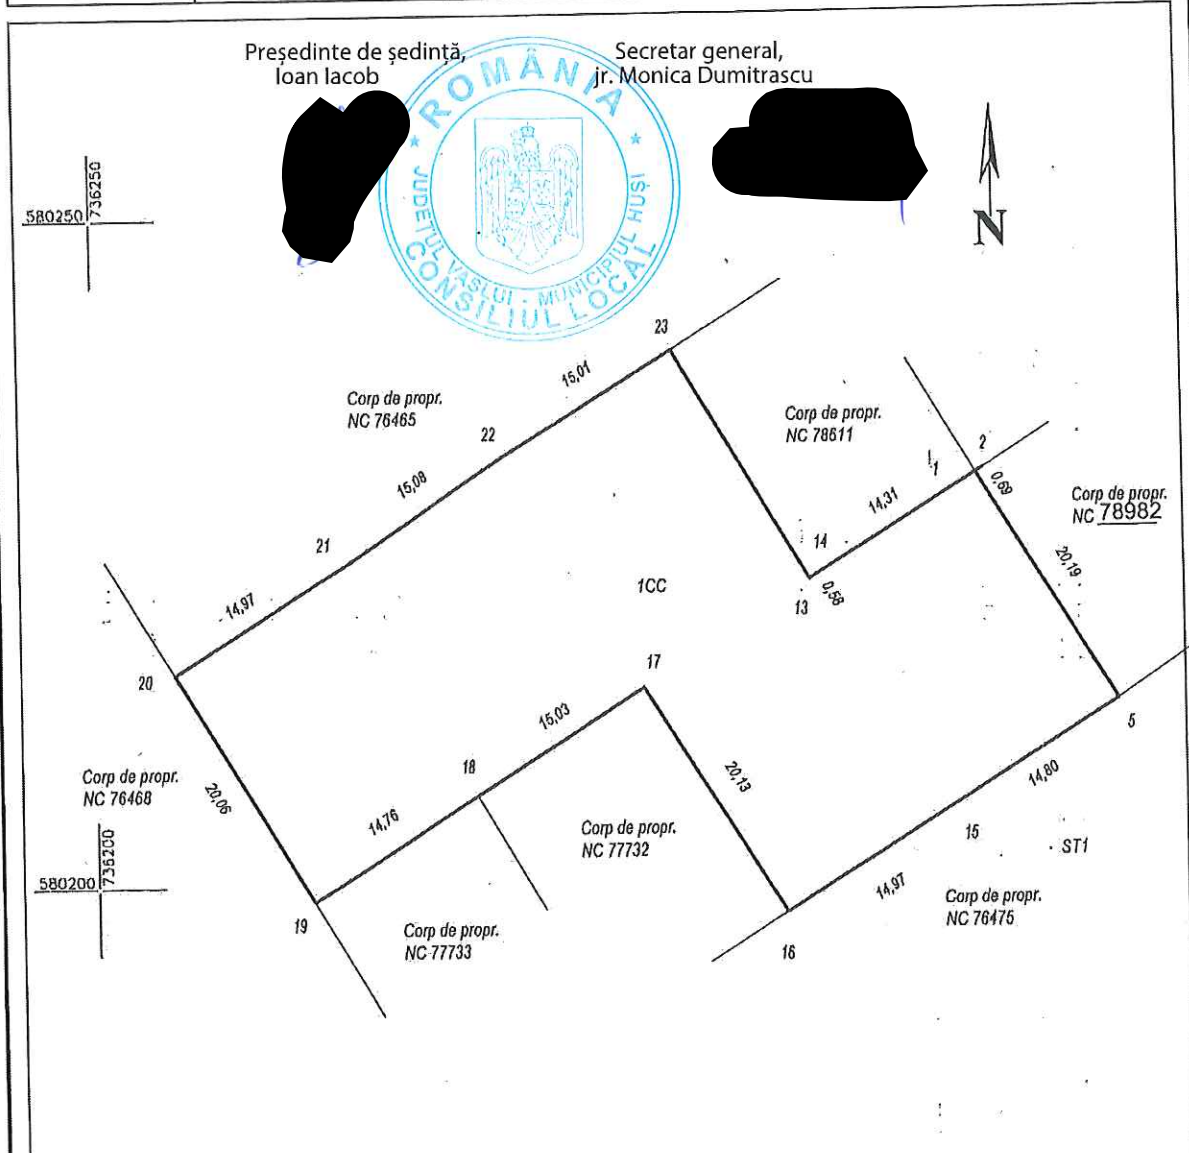 Președinte de ședință,
Ioan Iacob
Secretar general,
jr. Monica Dumitrascu
ROMÂNIA
JUDEȚUL VASLUI - MUNICIPIUL HUȘI
CONSILIUL LOCAL
580250
736250
N
23
15,01
Corp de propr.
NC 76465
22
15,08
21
14,97
Corp de propr.
NC 78611
1
2
0,69
14,31
Corp de propr.
NC 78982
14
13
0,58
20,19
1CC
20
17
15,03
18
14,76
20,13
5
14,80
15
ST1
Corp de propr.
NC 76468
20,06
Corp de propr.
NC 77732
736200
580200
14,97
Corp de propr.
NC 76475
19
Corp de propr.
NC 77733
16